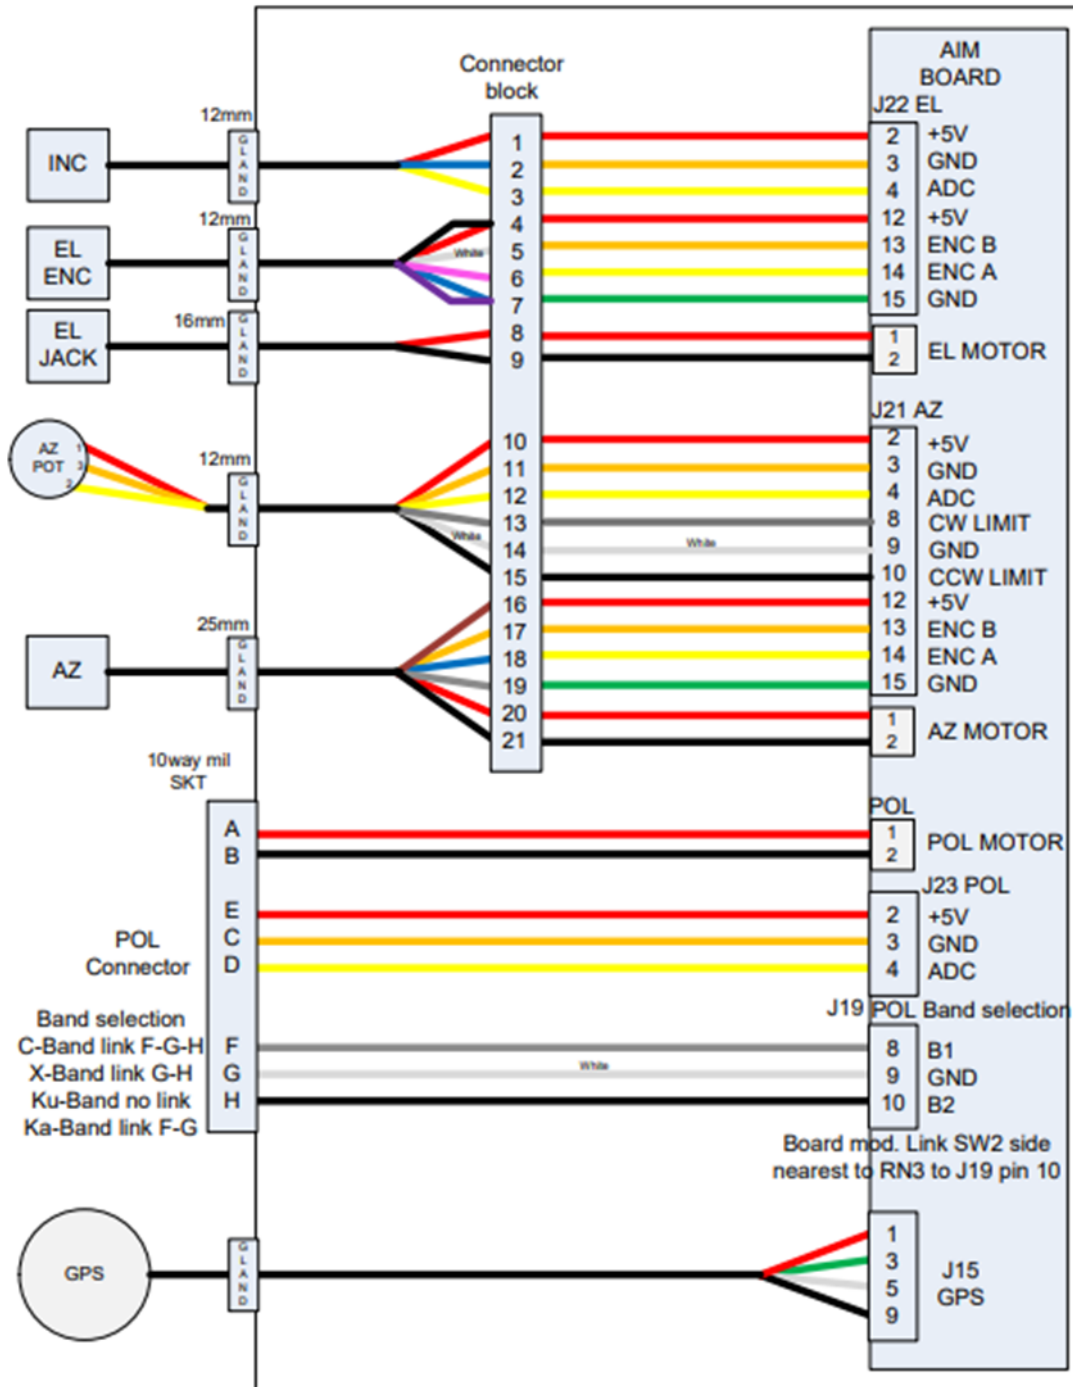 AIM
BOARD
Connector
block
J22 EL
12mm
INC
GLAND
1
2
3
2 +5V
3 GND
4 ADC
12mm
EL
ENC
GLAND
White
4
5
6
7
12 +5V
13 ENC B
14 ENC A
15 GND
16mm
EL
JACK
GLAND
8
9
1
2
EL MOTOR
J21 AZ
AZ
POT
1
3
2
12mm
GLAND
White
10
11
12
13
14
15
White
2 +5V
3 GND
4 ADC
8 CW LIMIT
9 GND
10 CCW LIMIT
25mm
AZ
GLAND
16
17
18
19
20
21
12 +5V
13 ENC B
14 ENC A
15 GND
1
2
AZ MOTOR
10way mil
SKT
A
B
POL
1
2
POL MOTOR
J23 POL
E
C
D
POL
Connector
2 +5V
3 GND
4 ADC
J19 POL Band selection
Band selection
C-Band link F-G-H
X-Band link G-H
Ku-Band no link
Ka-Band link F-G
F
G
H
White
8 B1
9 GND
10 B2
Board mod. Link SW2 side
nearest to RN3 to J19 pin 10
GPS
GLAND
1
3
5
9
J15
GPS